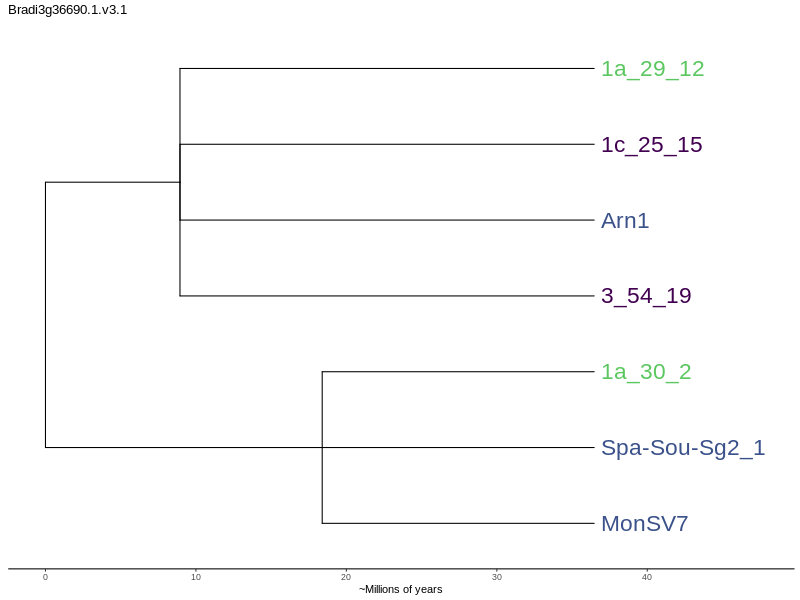 Bradi3g36690.1.v3.1
1a_29_12
1c_25_15
Arn1
3_54_19
1a_30_2
Spa-Sou-Sg2_1
MonSV7
0 10 20 30 40
~Millions of years